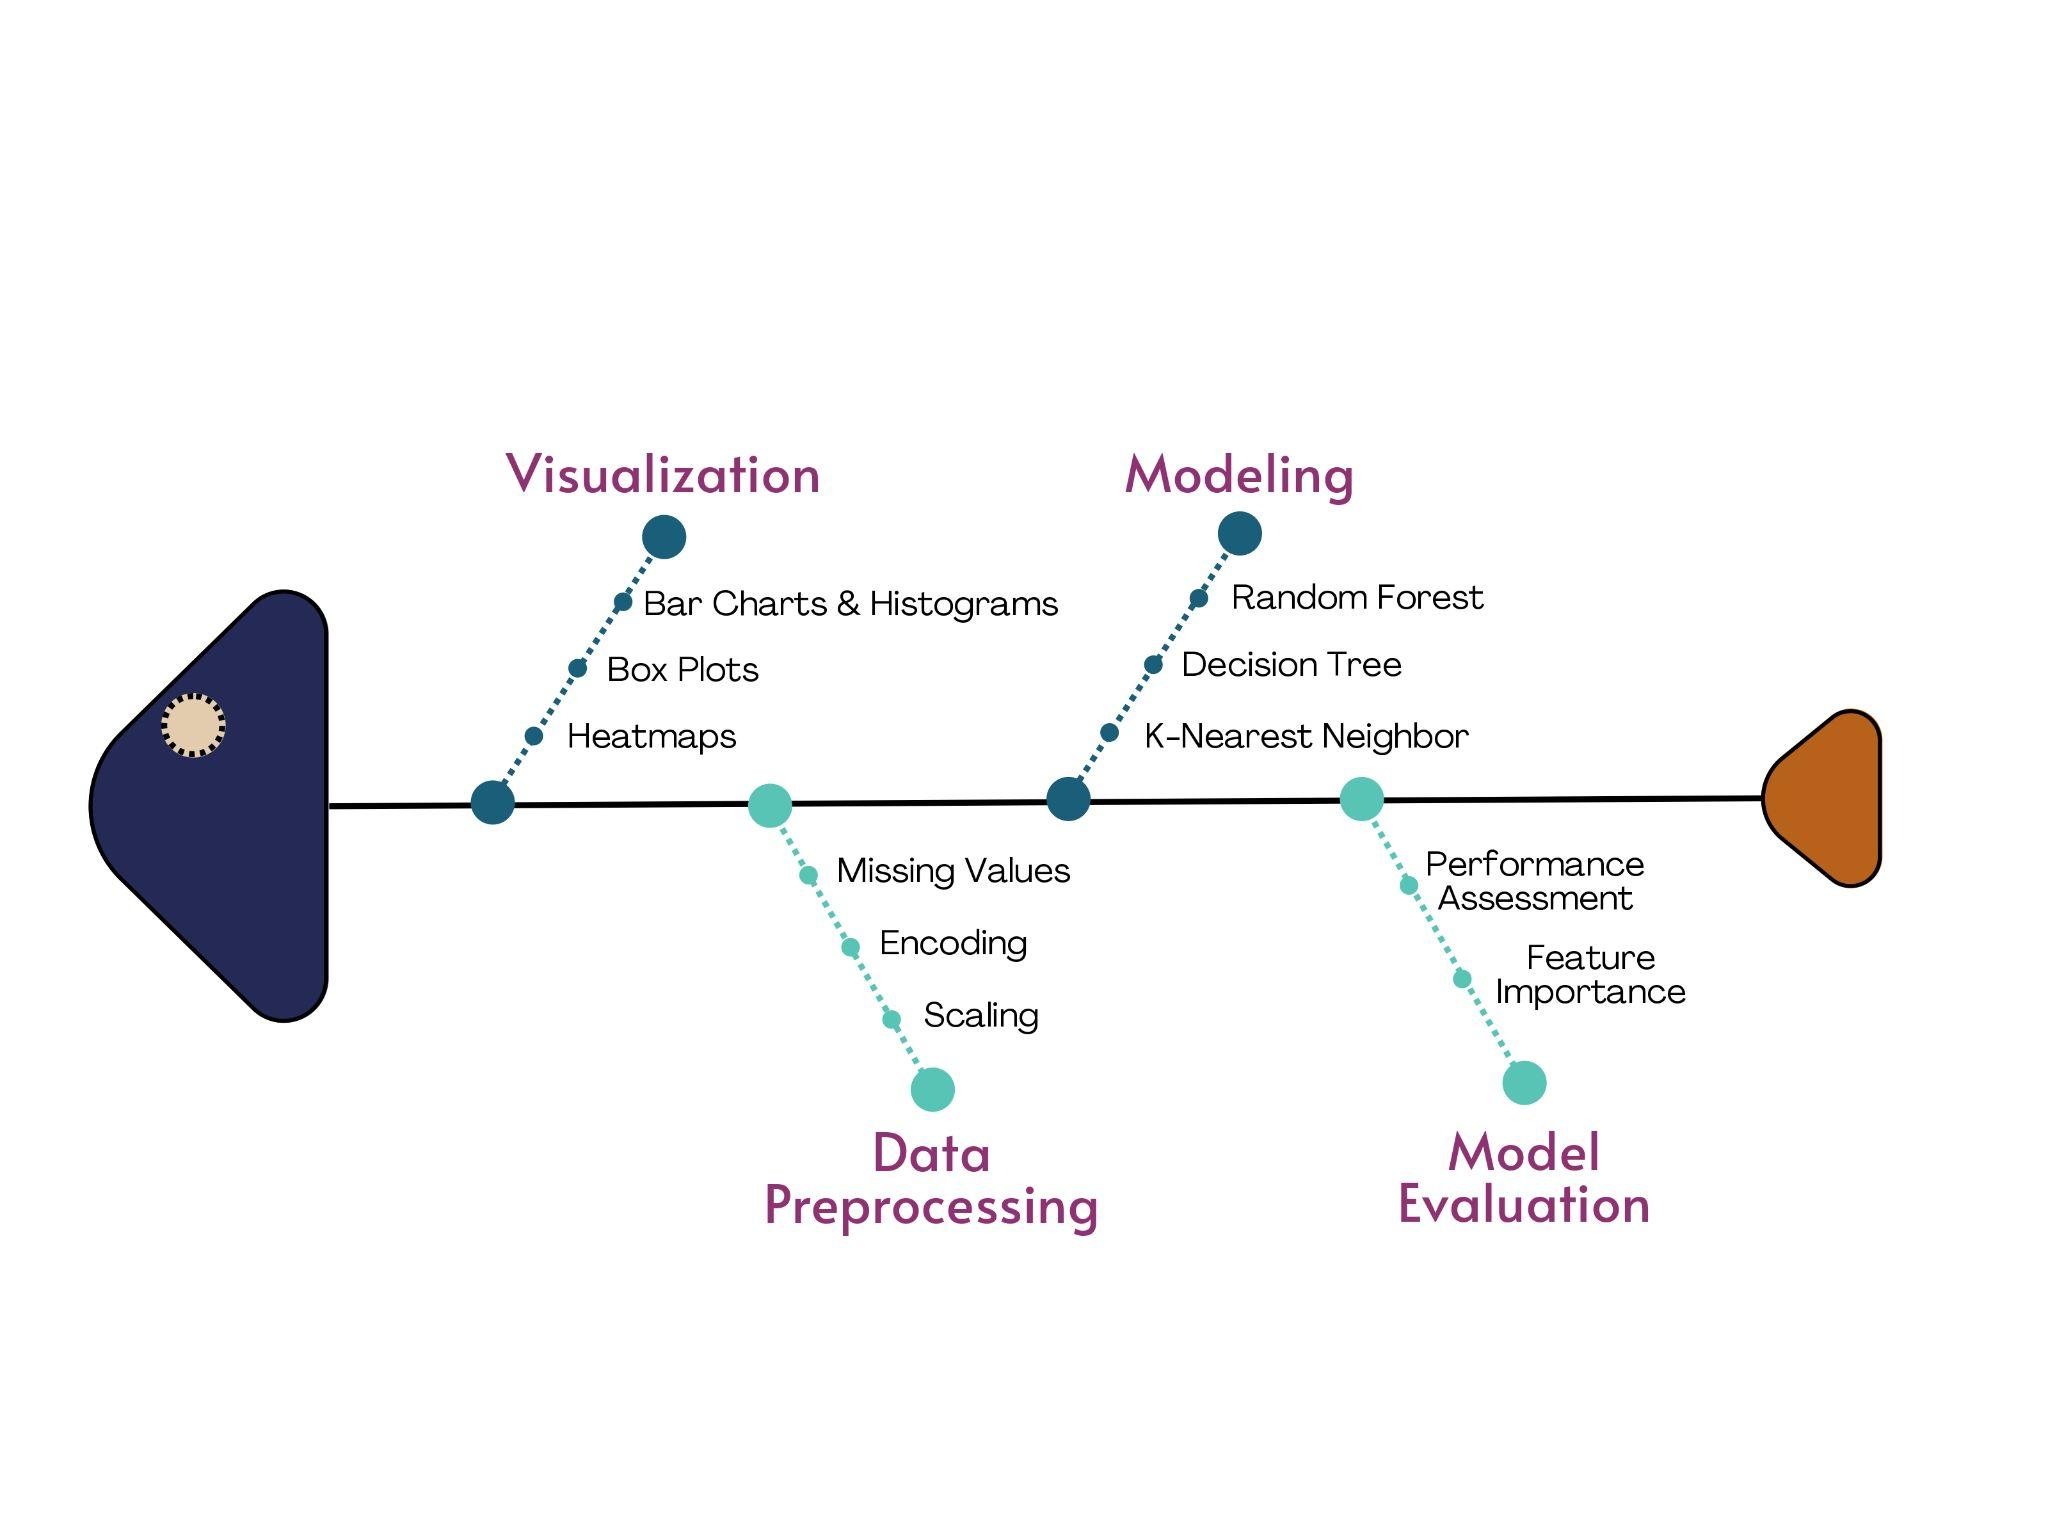 Visualization
Bar Charts & Histograms
Box Plots
Heatmaps
Modeling
Random Forest
Decision Tree
K-Nearest Neighbor
Missing Values
Encoding
Scaling
Data
Preprocessing
Performance
Assessment
Feature
Importance
Model
Evaluation